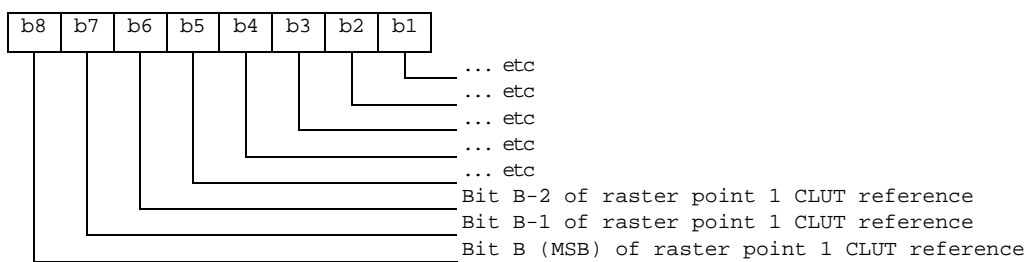 b8 b7 b6 b5 b4 b3 b2 b1
... etc
... etc
... etc
... etc
... etc
Bit B-2 of raster point 1 CLUT reference
Bit B-1 of raster point 1 CLUT reference
Bit B (MSB) of raster point 1 CLUT reference